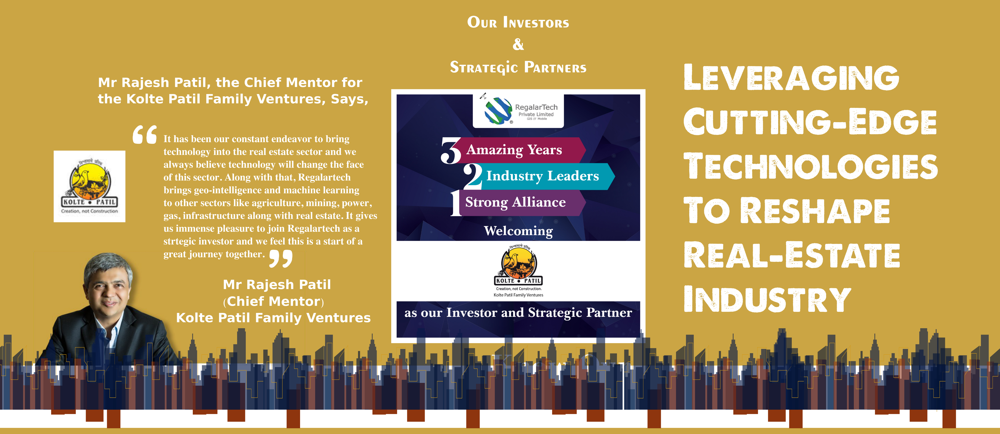 Mr Rajesh Patil, the Chief Mentor for
the Kolte Patil Family Ventures, Says,
“ It has been our constant endeavor to bring
technology into the real estate sector and we
always believe technology will change the face
of this sector. Along with that, Regalartech
brings geo-intelligence and machine learning
to other sectors like agriculture, mining, power,
gas, infrastructure along with real estate. It gives
us immense pleasure to join Regalartech as a
strtegic investor and we feel this is a start of a
great journey together. ”
विश्वासाचे प्रतिक
KOLTE • PATIL
Creation, not Construction
Mr Rajesh Patil
(Chief Mentor)
Kolte Patil Family Ventures
Our Investors
&
Strategic Partners
RegalarTech
Private Limited
GIS IT Mobile
®
3 Amazing Years
2 Industry Leaders
1 Strong Alliance
Welcoming
विश्वासाचे प्रतिक
KOLTE • PATIL
Creation, not Construction.
Kolte Patil Family Ventures
as our Investor and Strategic Partner
Know Our
Leveraging
Cutting-Edge
Technologies
To Reshape
Real-Estate
Industry